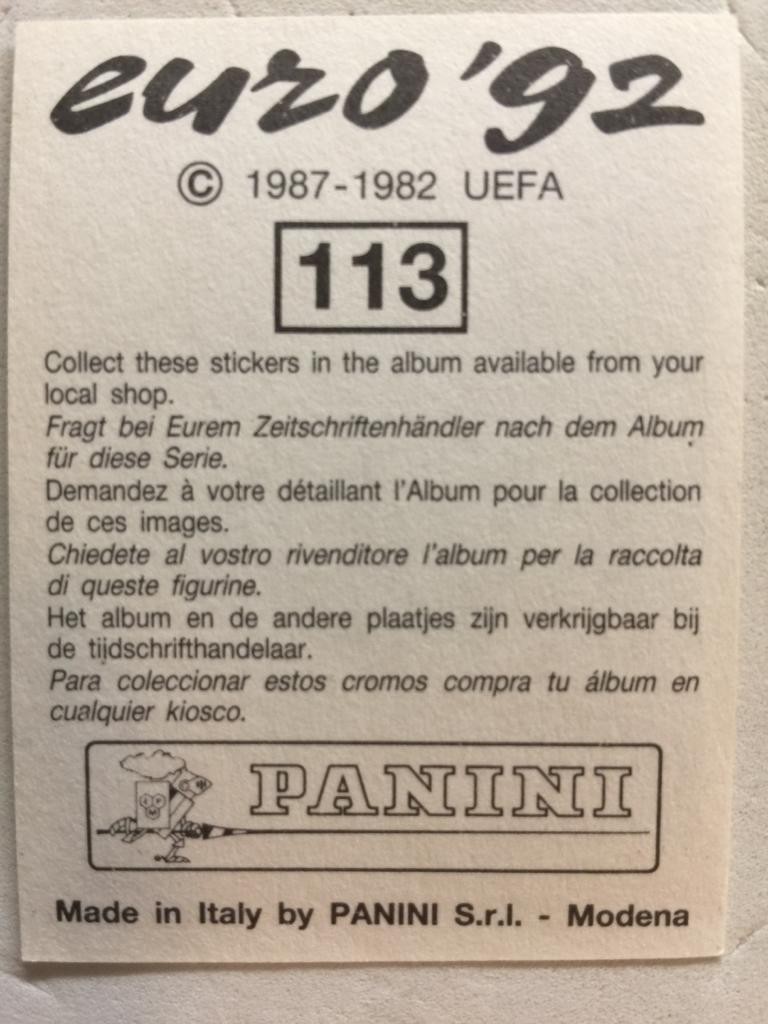 euro '92
© 1987-1982 UEFA
113
Collect these stickers in the album available from your
local shop.
Fragt bei Eurem Zeitschriftenhändler nach dem Album
für diese Serie.
Demandez à votre détaillant l'Album pour la collection
de ces images.
Chiedete al vostro rivenditore l'album per la raccolta
di queste figurine.
Het album en de andere plaatjes zijn verkrijgbaar bij
de tijdschrifthandelaar.
Para coleccionar estos cromos compra tu álbum en
cualquier kiosco.
PANINI
Made in Italy by PANINI S.r.l. - Modena